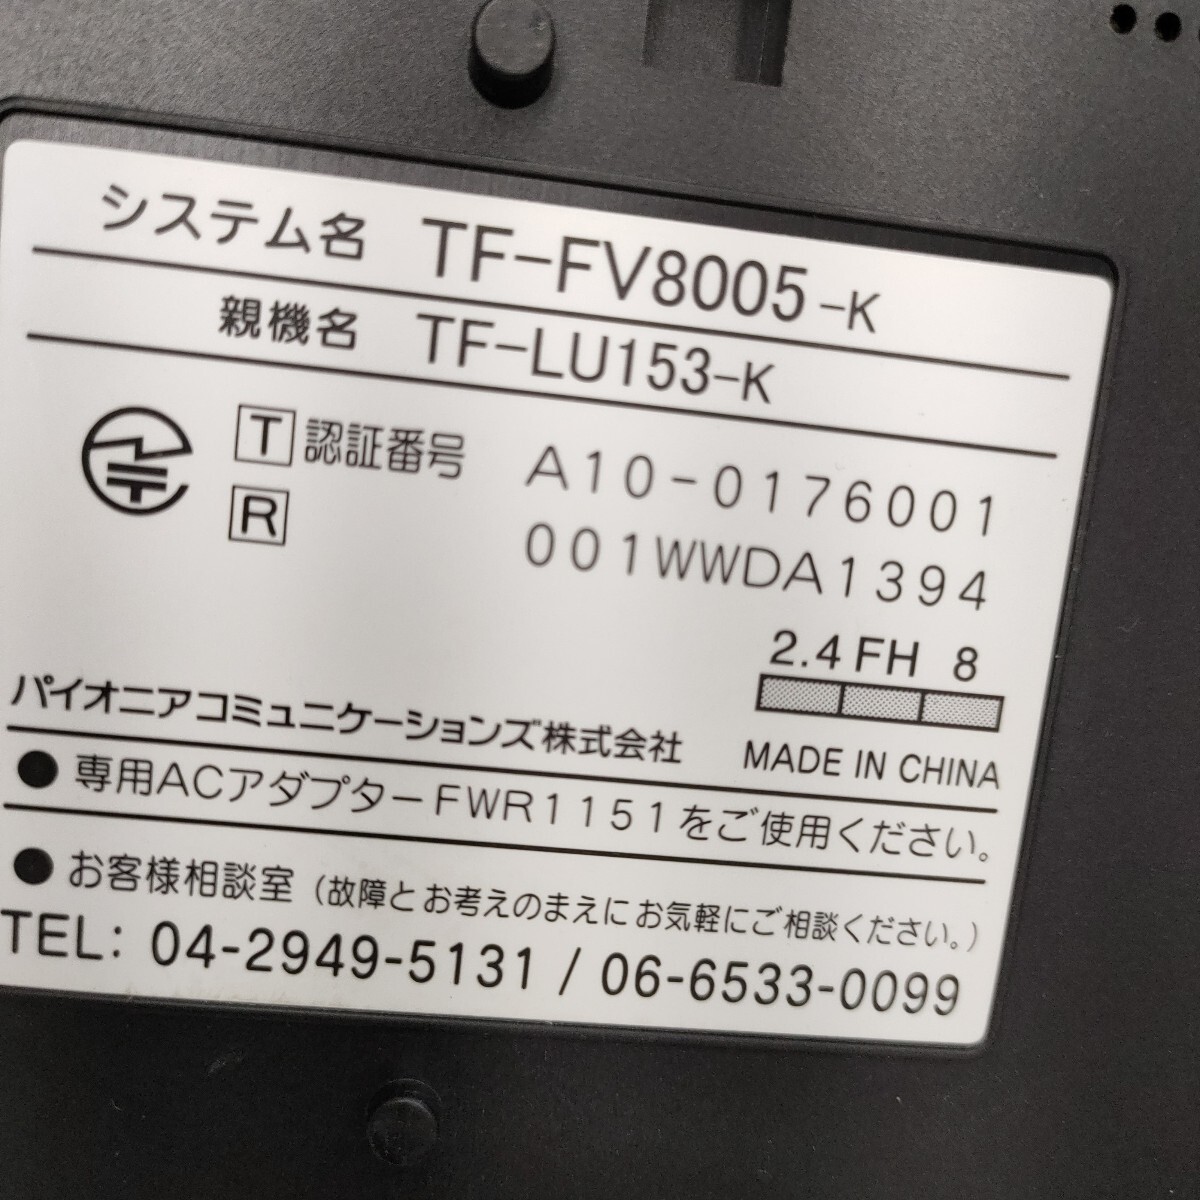 システム名 TF-FV8005-K
親機名 TF-LU153-K
T 認証番号 A10-0176001
R 001WWDA1394
2.4 FH 8
パイオニアコミュニケーションズ株式会社 MADE IN CHINA
●専用ACアダプターFWR1151をご使用ください。
●お客様相談室(故障とお考えのまえにお気軽にご相談ください。)
TEL: 04-2949-5131 / 06-6533-0099